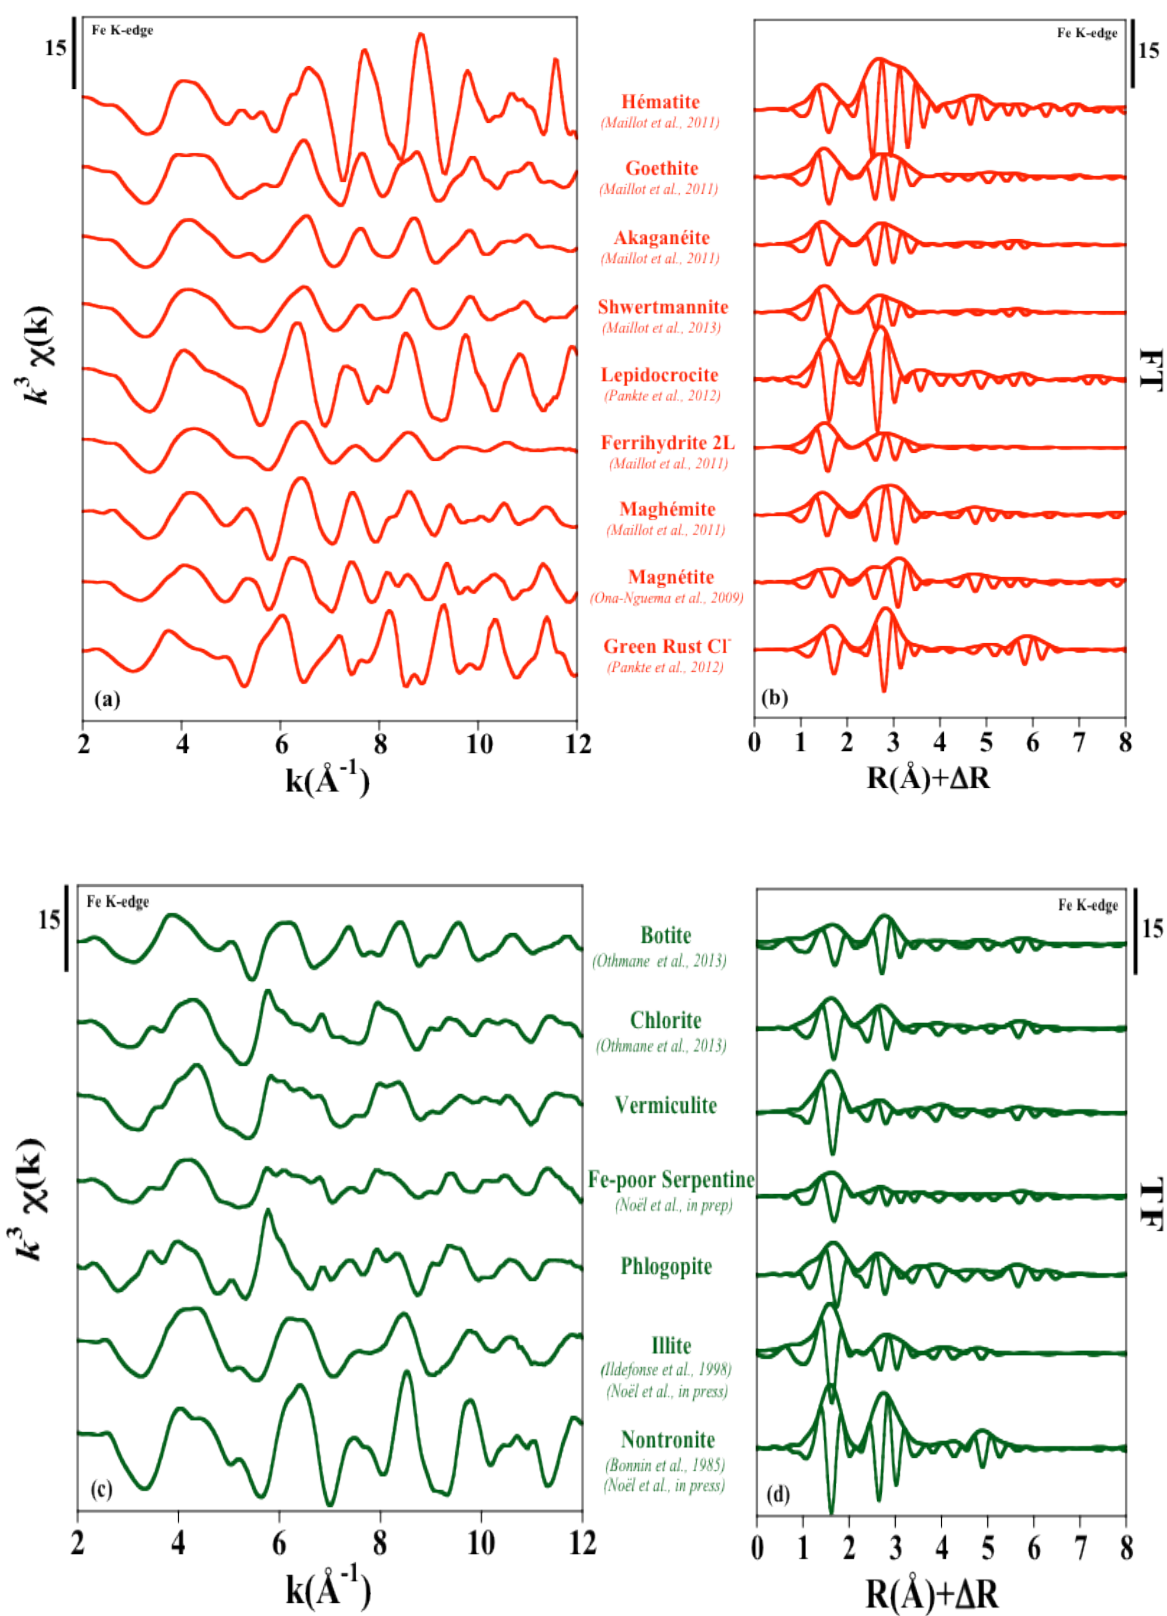 15
Fe K-edge
Fe K-edge
15
Hématite
(Maillot et al., 2011)
Goethite
(Maillot et al., 2011)
Akaganéite
(Maillot et al., 2011)
Shwertmannite
(Maillot et al., 2013)
Lepidocrocite
(Pankte et al., 2012)
Ferrihydrite 2L
(Maillot et al., 2011)
Maghémite
(Maillot et al., 2011)
Magnétite
(Ona-Nguema et al., 2009)
Green Rust Cl-
(Pankte et al., 2012)
k³ χ(k)
FT
(a)
(b)
2 4 6 8 10 12
0 1 2 3 4 5 6 7 8
k(Å⁻¹)
R(Å)+ΔR
15
Fe K-edge
Fe K-edge
15
Botite
(Othmane et al., 2013)
Chlorite
(Othmane et al., 2013)
Vermiculite
Fe-poor Serpentine
(Noël et al., in prep)
Phlogopite
Illite
(Ildefonse et al., 1998)
(Noël et al., in press)
Nontronite
(Bonnin et al., 1985)
(Noël et al., in press)
k³ χ(k)
TF
(c)
(d)
2 4 6 8 10 12
0 1 2 3 4 5 6 7 8
k(Å⁻¹)
R(Å)+ΔR